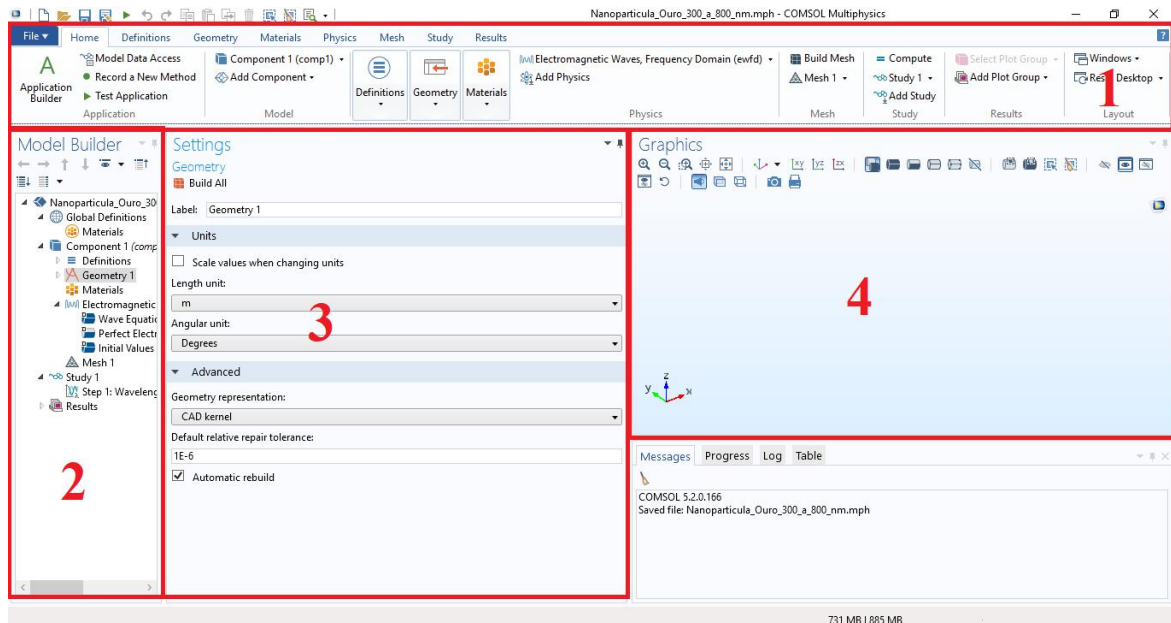 Nanoparticula_Ouro_300_a_800_nm.mph - COMSOL Multiphysics
File Home Definitions Geometry Materials Physics Mesh Study Results
A
Application Builder
Model Data Access
Record a New Method
Test Application
Application
Component 1 (comp1)
Add Component
Model
Definitions
Geometry
Materials
Electromagnetic Waves, Frequency Domain (ewfd)
Add Physics
Physics
Build Mesh
Mesh 1
Mesh
= Compute
Study 1
Add Study
Study
Select Plot Group
Add Plot Group
Results
Windows
Desktop
Layout
1
Model Builder
Nanoparticula_Ouro_30
Global Definitions
Materials
Component 1 (comp
Definitions
Geometry 1
Materials
Electromagnetic
Wave Equatio
Perfect Electr
Initial Values
Mesh 1
Study 1
Step 1: Waveleng
Results
2
Settings
Geometry
Build All
Label: Geometry 1
Units
Scale values when changing units
Length unit:
m
Angular unit:
Degrees
3
Advanced
Geometry representation:
CAD kernel
Default relative repair tolerance:
1E-6
Automatic rebuild
Graphics
xy yz zx
4
z
y x
Messages Progress Log Table
COMSOL 5.2.0.166
Saved file: Nanoparticula_Ouro_300_a_800_nm.mph
731 MB | 885 MB